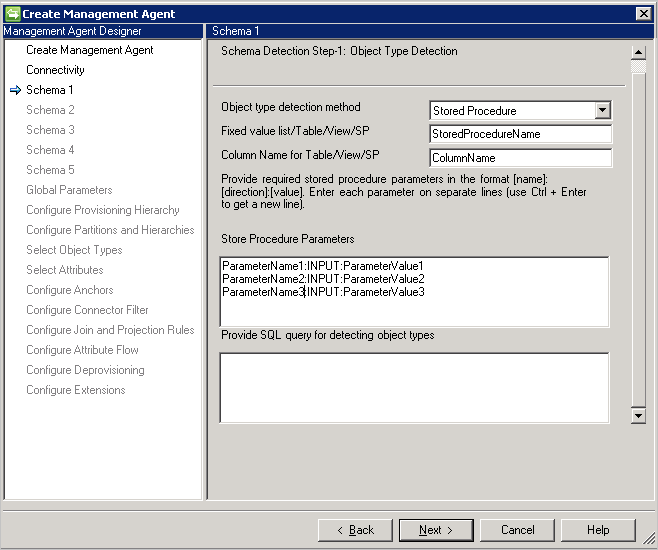 Create Management Agent
Management Agent Designer
Create Management Agent
Connectivity
Schema 1
Schema 2
Schema 3
Schema 4
Schema 5
Global Parameters
Configure Provisioning Hierarchy
Configure Partitions and Hierarchies
Select Object Types
Select Attributes
Configure Anchors
Configure Connector Filter
Configure Join and Projection Rules
Configure Attribute Flow
Configure Deprovisioning
Configure Extensions
Schema 1
Schema Detection Step-1: Object Type Detection
Object type detection method
Stored Procedure
Fixed value list/Table/View/SP
StoredProcedureName
Column Name for Table/View/SP
ColumnName
Provide required stored procedure parameters in the format [name]:
[direction]:[value]. Enter each parameter on separate lines (use Ctrl + Enter
to get a new line).
Store Procedure Parameters
ParameterName1:INPUT:ParameterValue1
ParameterName2:INPUT:ParameterValue2
ParameterName3:INPUT:ParameterValue3
Provide SQL query for detecting object types
< Back
Next >
Cancel
Help